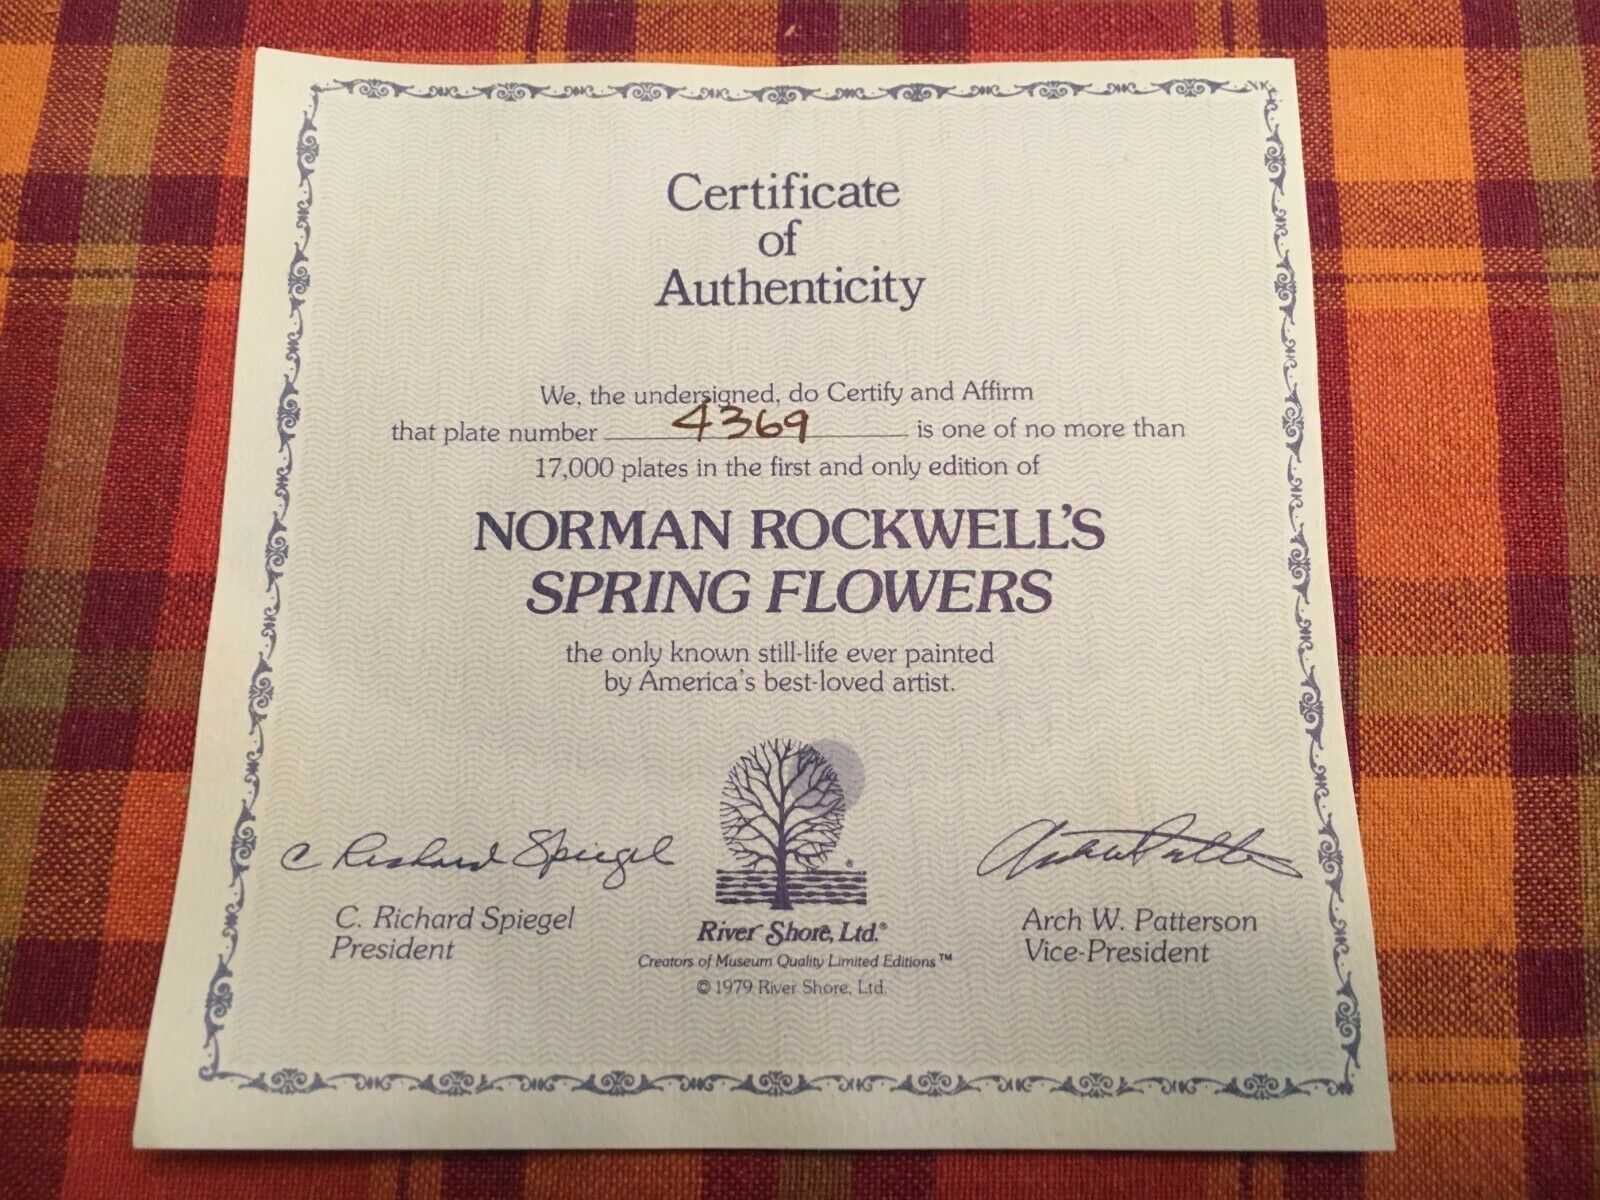 Certificate
of
Authenticity
We, the undersigned, do Certify and Affirm
that plate number 4369 is one of no more than
17,000 plates in the first and only edition of
NORMAN ROCKWELL'S
SPRING FLOWERS
the only known still-life ever painted
by America's best-loved artist.
C Richard Spiegel
C. Richard Spiegel
President
River Shore, Ltd.®
Creators of Museum Quality Limited Editions™
© 1979 River Shore, Ltd.
Arch W. Patterson
Vice-President